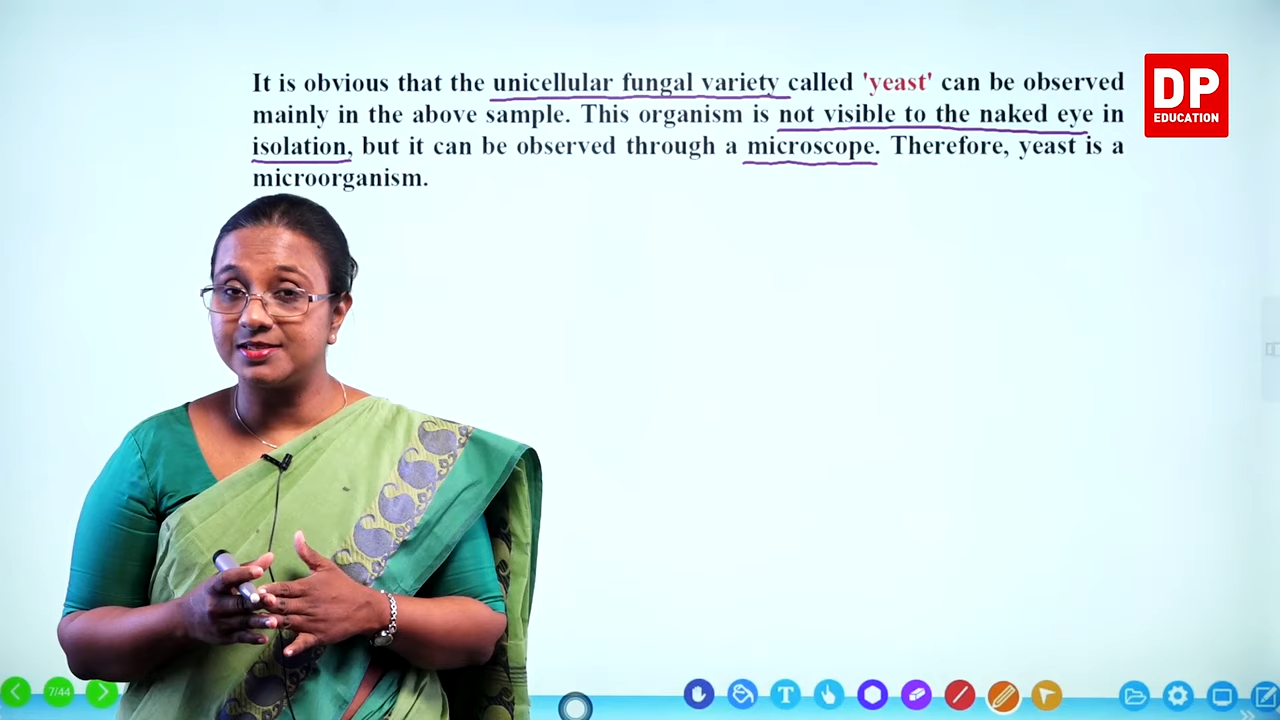 It is obvious that the unicellular fungal variety called 'yeast' can be observed
mainly in the above sample. This organism is not visible to the naked eye in
isolation, but it can be observed through a microscope. Therefore, yeast is a
microorganism.
DP
EDUCATION
7/44
T